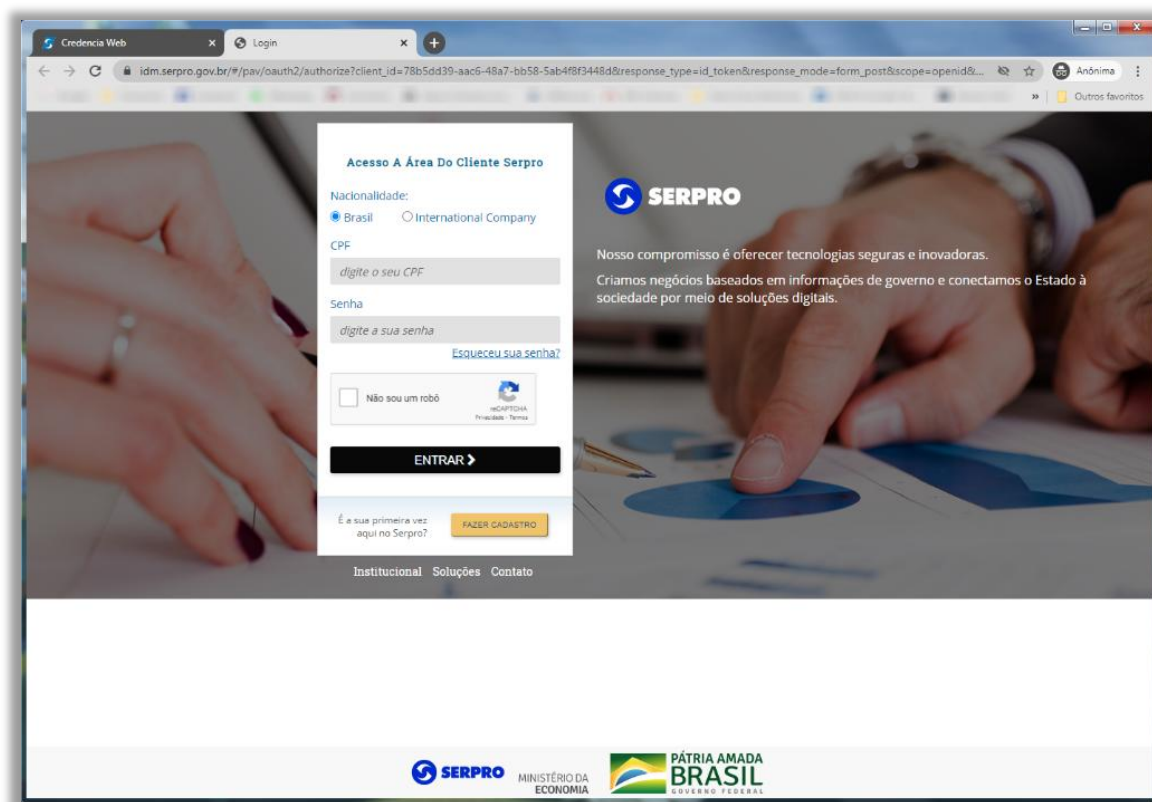 Credencia Web
Login
idm.serpro.gov.br/#/pav/oauth2/authorize?client_id=78b5dd39-aac6-48a7-bb58-5ab4f8f3448d&response_type=id_token&response_mode=form_post&scope=openid&...
Anônima
Outros favoritos
Acesso A Área Do Cliente Serpro
Nacionalidade:
Brasil
International Company
CPF
digite o seu CPF
Senha
digite a sua senha
Esqueceu sua senha?
Não sou um robô
reCAPTCHA
Privacidade - Termos
ENTRAR
É a sua primeira vez
aqui no Serpro?
FAZER CADASTRO
Institucional Soluções Contato
SERPRO
Nosso compromisso é oferecer tecnologias seguras e inovadoras.
Criamos negócios baseados em informações de governo e conectamos o Estado à
sociedade por meio de soluções digitais.
SERPRO
MINISTÉRIO DA
ECONOMIA
PÁTRIA AMADA
BRASIL
GOVERNO FEDERAL